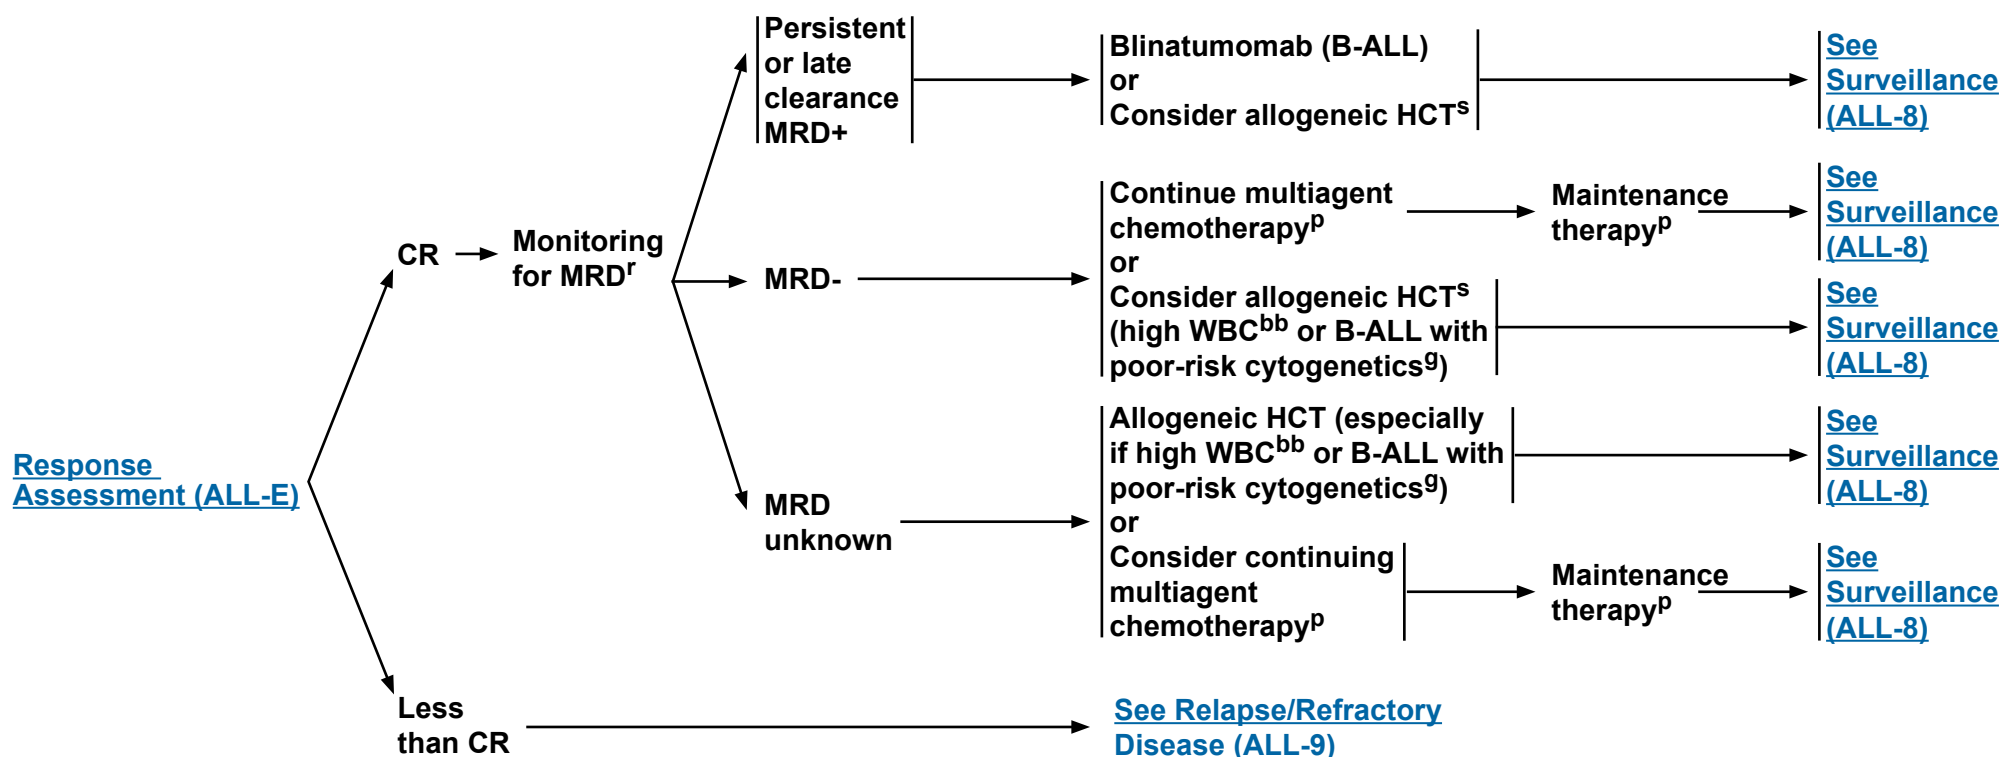 Persistent
or late
clearance
MRD+
Blinatumomab (B-ALL)
or
Consider allogeneic HCTs
See
Surveillance
(ALL-8)
CR
Monitoring
for MRDr
MRD-
Continue multiagent
chemotherapyp
or
Consider allogeneic HCTs
(high WBCbb or B-ALL with
poor-risk cytogeneticsg)
Maintenance
therapyp
See
Surveillance
(ALL-8)
See
Surveillance
(ALL-8)
Response
Assessment (ALL-E)
MRD
unknown
Allogeneic HCT (especially
if high WBCbb or B-ALL with
poor-risk cytogeneticsg)
or
Consider continuing
multiagent
chemotherapyp
See
Surveillance
(ALL-8)
Maintenance
therapyp
See
Surveillance
(ALL-8)
Less
than CR
See Relapse/Refractory
Disease (ALL-9)